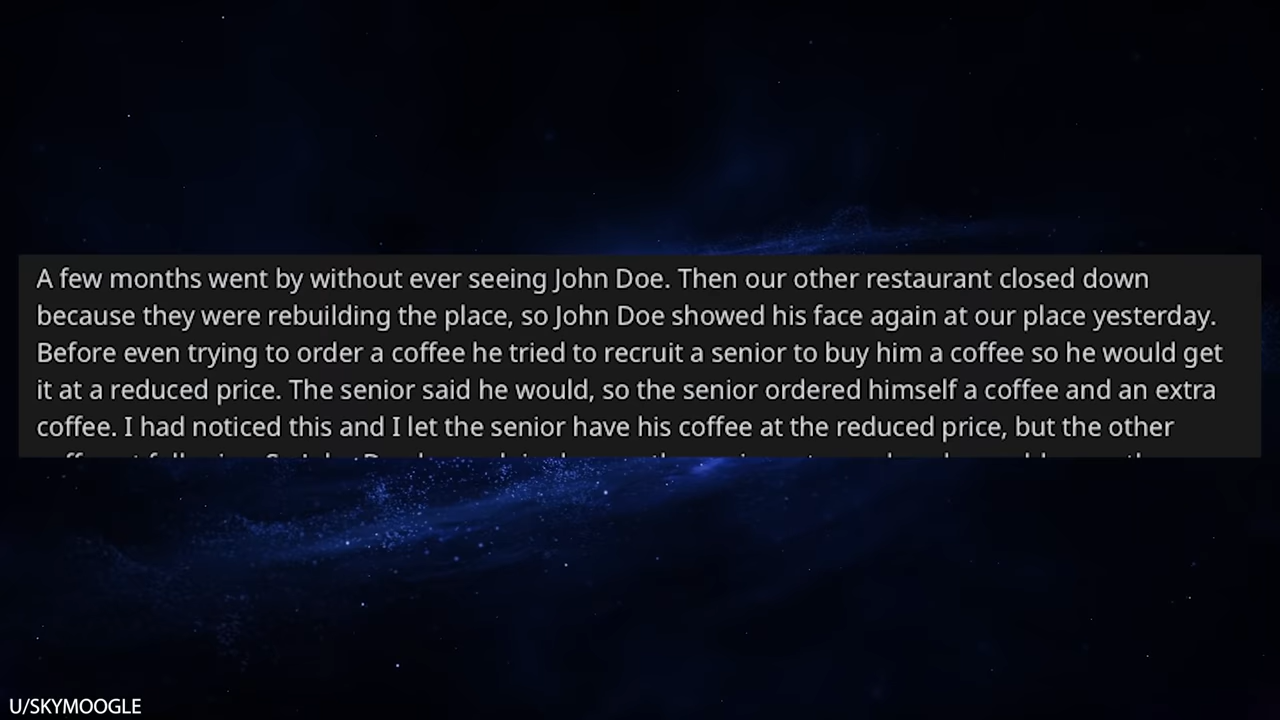 A few months went by without ever seeing John Doe. Then our other restaurant closed down
because they were rebuilding the place, so John Doe showed his face again at our place yesterday.
Before even trying to order a coffee he tried to recruit a senior to buy him a coffee so he would get
it at a reduced price. The senior said he would, so the senior ordered himself a coffee and an extra
coffee. I had noticed this and I let the senior have his coffee at the reduced price, but the other
U/SKYMOOGLE